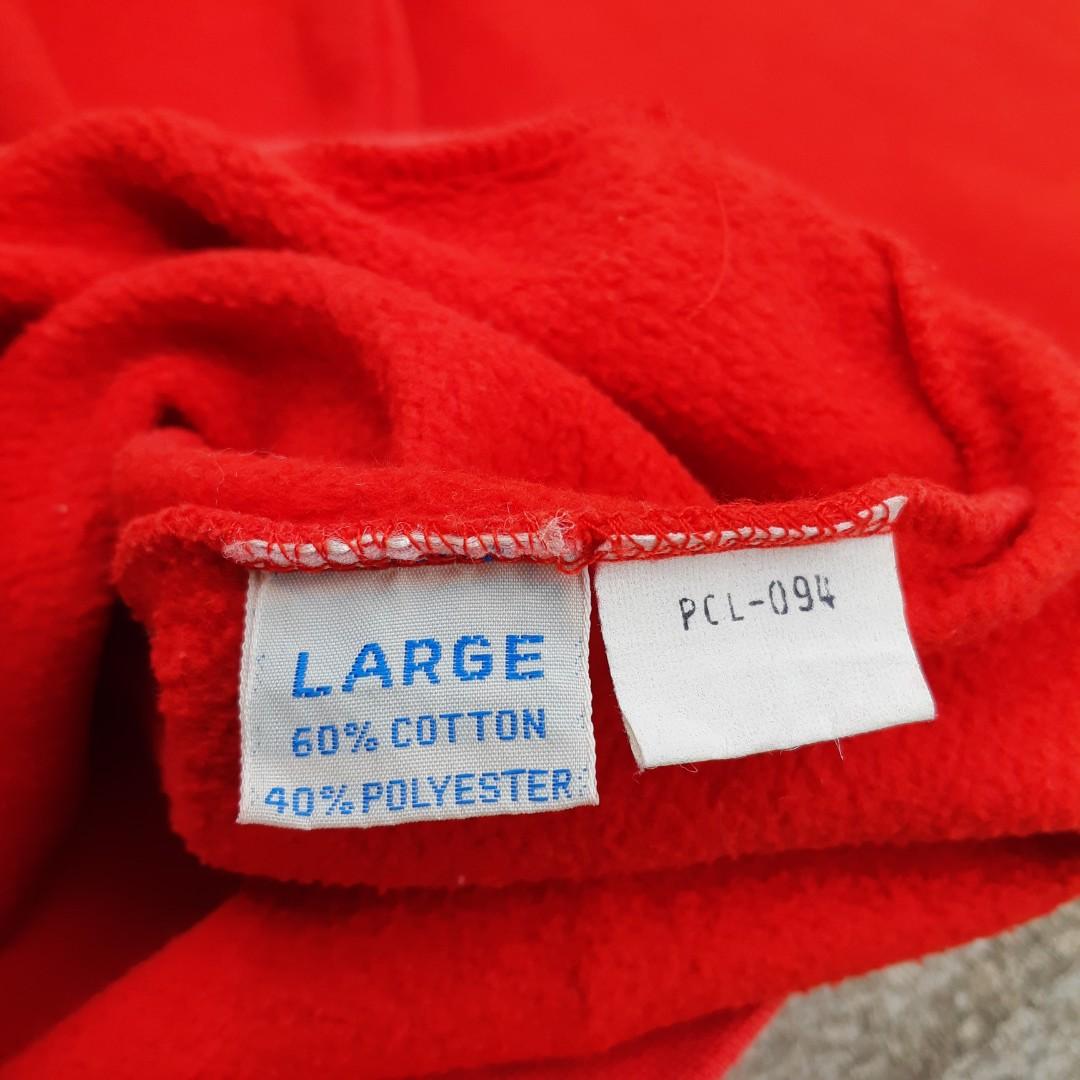 LARGE
60% COTTON
40% POLYESTER
PCL-094